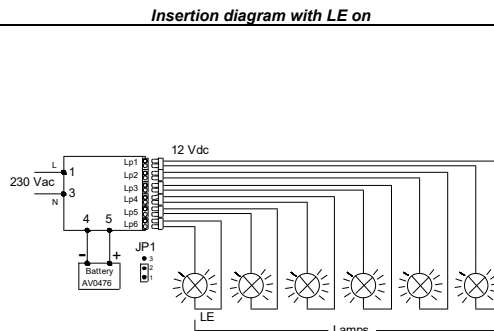 Insertion diagram with LE on
12 Vdc
L
1
230 Vac
N
3
4 5
Lp1
Lp2
Lp3
Lp4
Lp5
Lp6
- +
Battery
AV0476
JP1
3
2
1
LE
Lamps